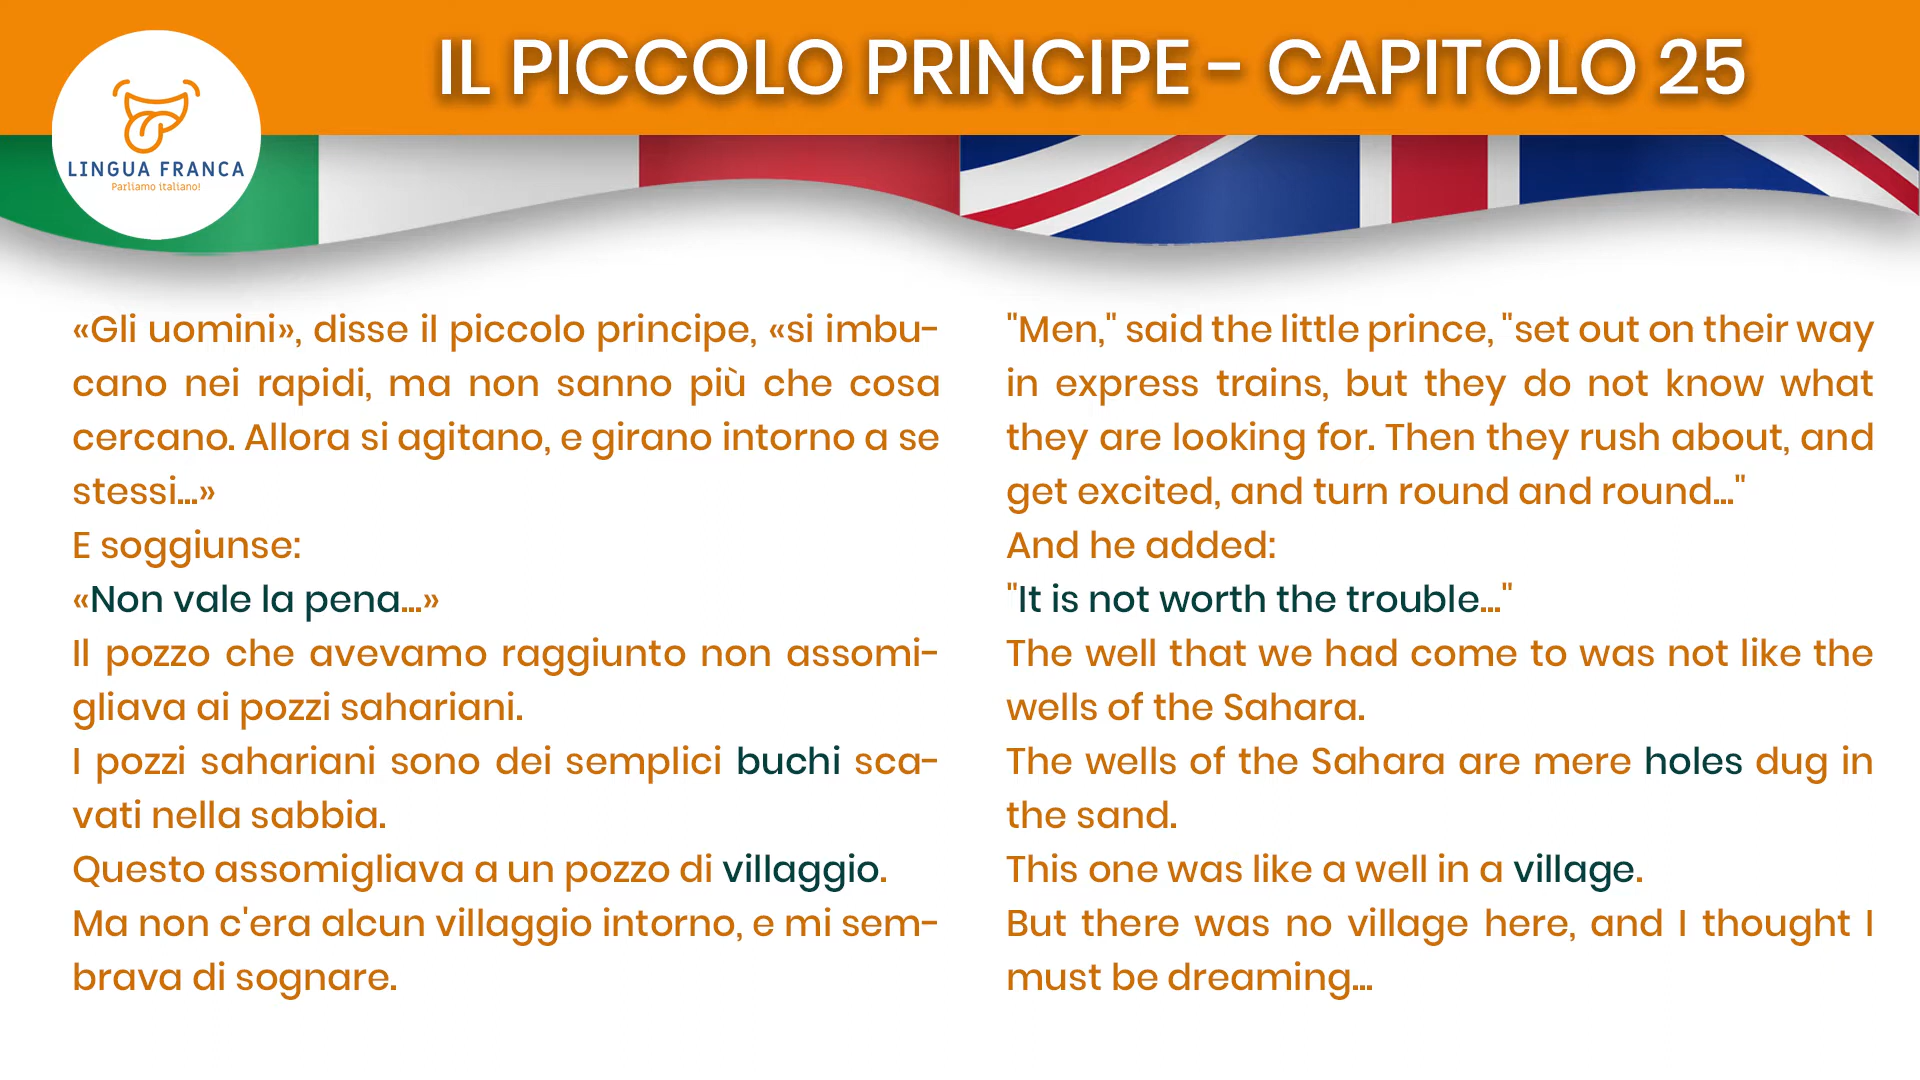 IL PICCOLO PRINCIPE - CAPITOLO 25
LINGUA FRANCA
Parliamo italiano!
«Gli uomini», disse il piccolo principe, «si imbu-
cano nei rapidi, ma non sanno più che cosa
cercano. Allora si agitano, e girano intorno a se
stessi...»
E soggiunse:
«Non vale la pena...»
Il pozzo che avevamo raggiunto non assomi-
gliava ai pozzi sahariani.
I pozzi sahariani sono dei semplici buchi sca-
vati nella sabbia.
Questo assomigliava a un pozzo di villaggio.
Ma non c'era alcun villaggio intorno, e mi sem-
brava di sognare.
"Men," said the little prince, "set out on their way
in express trains, but they do not know what
they are looking for. Then they rush about, and
get excited, and turn round and round..."
And he added:
"It is not worth the trouble..."
The well that we had come to was not like the
wells of the Sahara.
The wells of the Sahara are mere holes dug in
the sand.
This one was like a well in a village.
But there was no village here, and I thought I
must be dreaming...